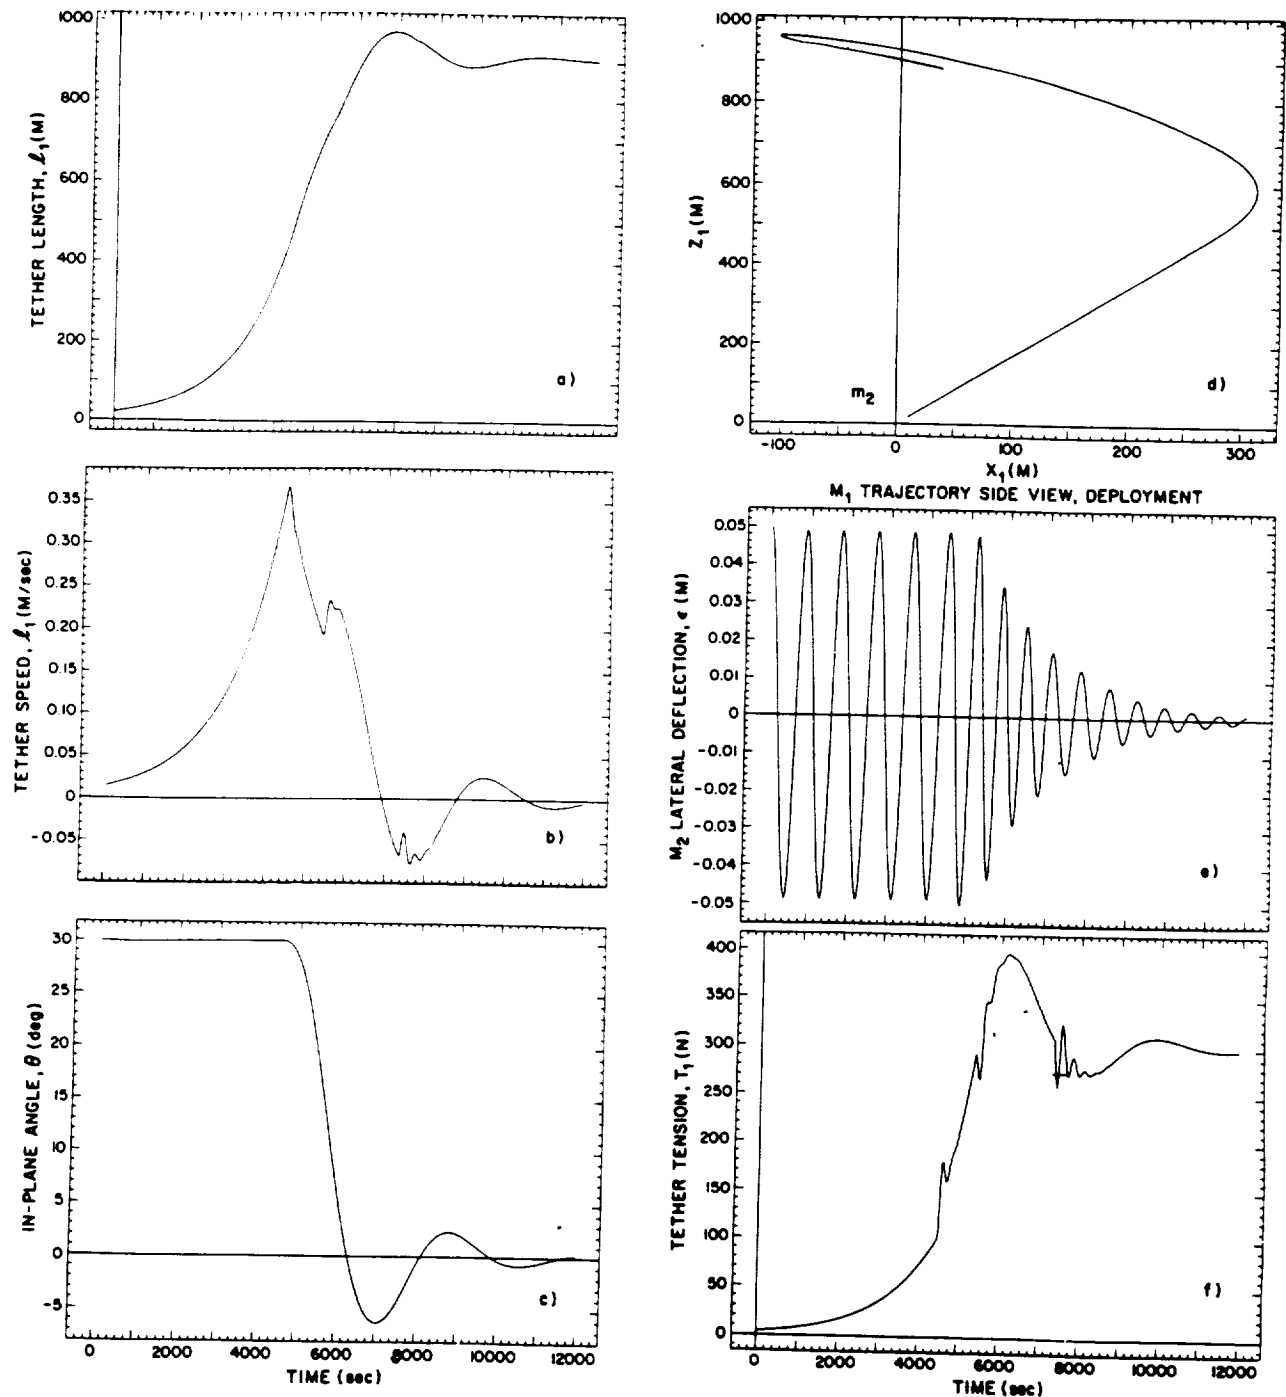 1000
800
600
400
200
0
TETHER LENGTH, ℓ₁(M)
a)
0.35
0.30
0.25
0.20
0.15
0.10
0.05
0
-0.05
TETHER SPEED, ℓ̇₁(M/sec)
b)
30
25
20
15
10
5
0
-5
IN-PLANE ANGLE, θ(deg)
c)
0 2000 4000 6000 8000 10000 12000
TIME (sec)
1000
800
600
400
200
0
Z₁(M)
m₂
d)
-100 0 100 200 300
X₁(M)
M₁ TRAJECTORY SIDE VIEW, DEPLOYMENT
0.05
0.04
0.03
0.02
0.01
0
-0.01
-0.02
-0.03
-0.04
-0.05
M₂ LATERAL DEFLECTION, ε(M)
e)
400
350
300
250
200
150
100
50
0
TETHER TENSION, T₁(N)
f)
0 2000 4000 6000 8000 10000 12000
TIME (sec)